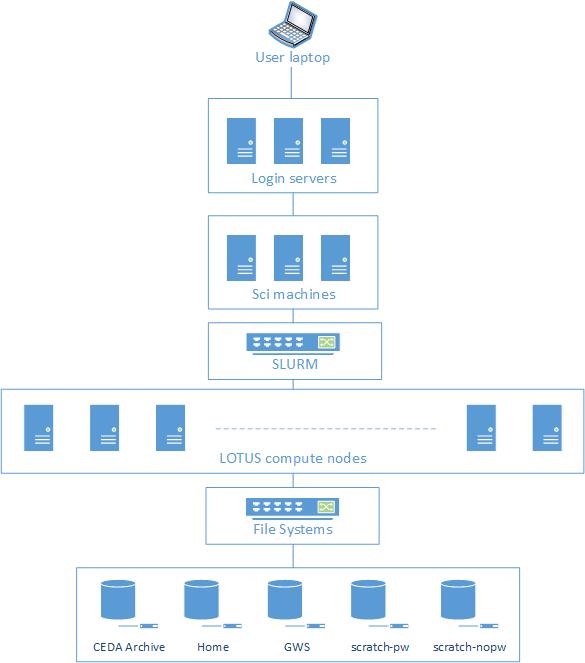 User laptop
Login servers
Sci machines
SLURM
LOTUS compute nodes
File Systems
CEDA Archive
Home
GWS
scratch-pw
scratch-nopw